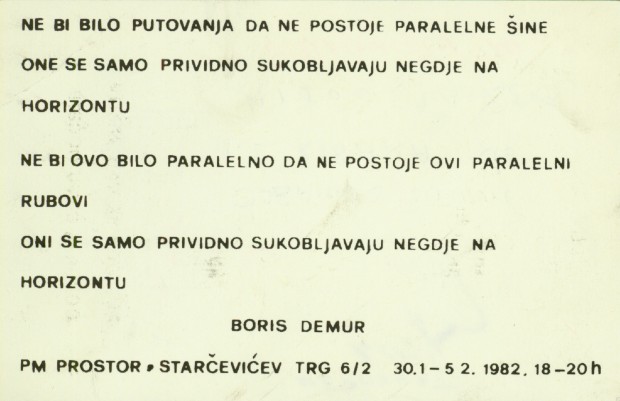 NE BI BILO PUTOVANJA DA NE POSTOJE PARALELNE ŠINE
ONE SE SAMO PRIVIDNO SUKOBLJAVAJU NEGDJE NA
HORIZONTU
NE BI OVO BILO PARALELNO DA NE POSTOJE OVI PARALELNI
RUBOVI
ONI SE SAMO PRIVIDNO SUKOBLJAVAJU NEGDJE NA
HORIZONTU
BORIS DEMUR
PM PROSTOR • STARČEVIĆEV TRG 6/2 30.1-5 2. 1982. 18-20h